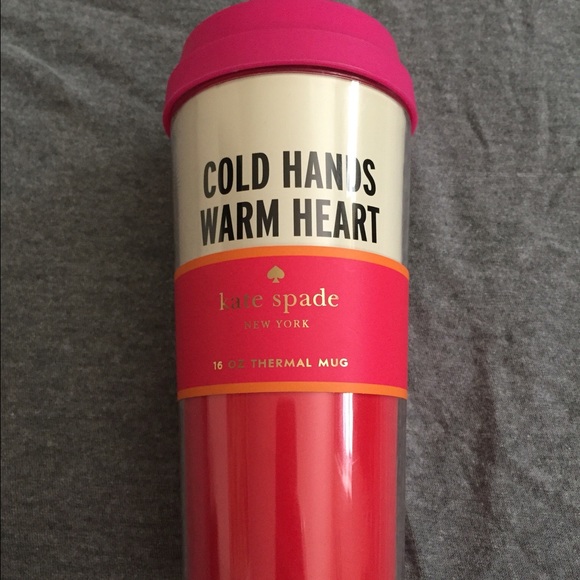 COLD HANDS
WARM HEART
kate spade
NEW YORK
16 OZ THERMAL MUG